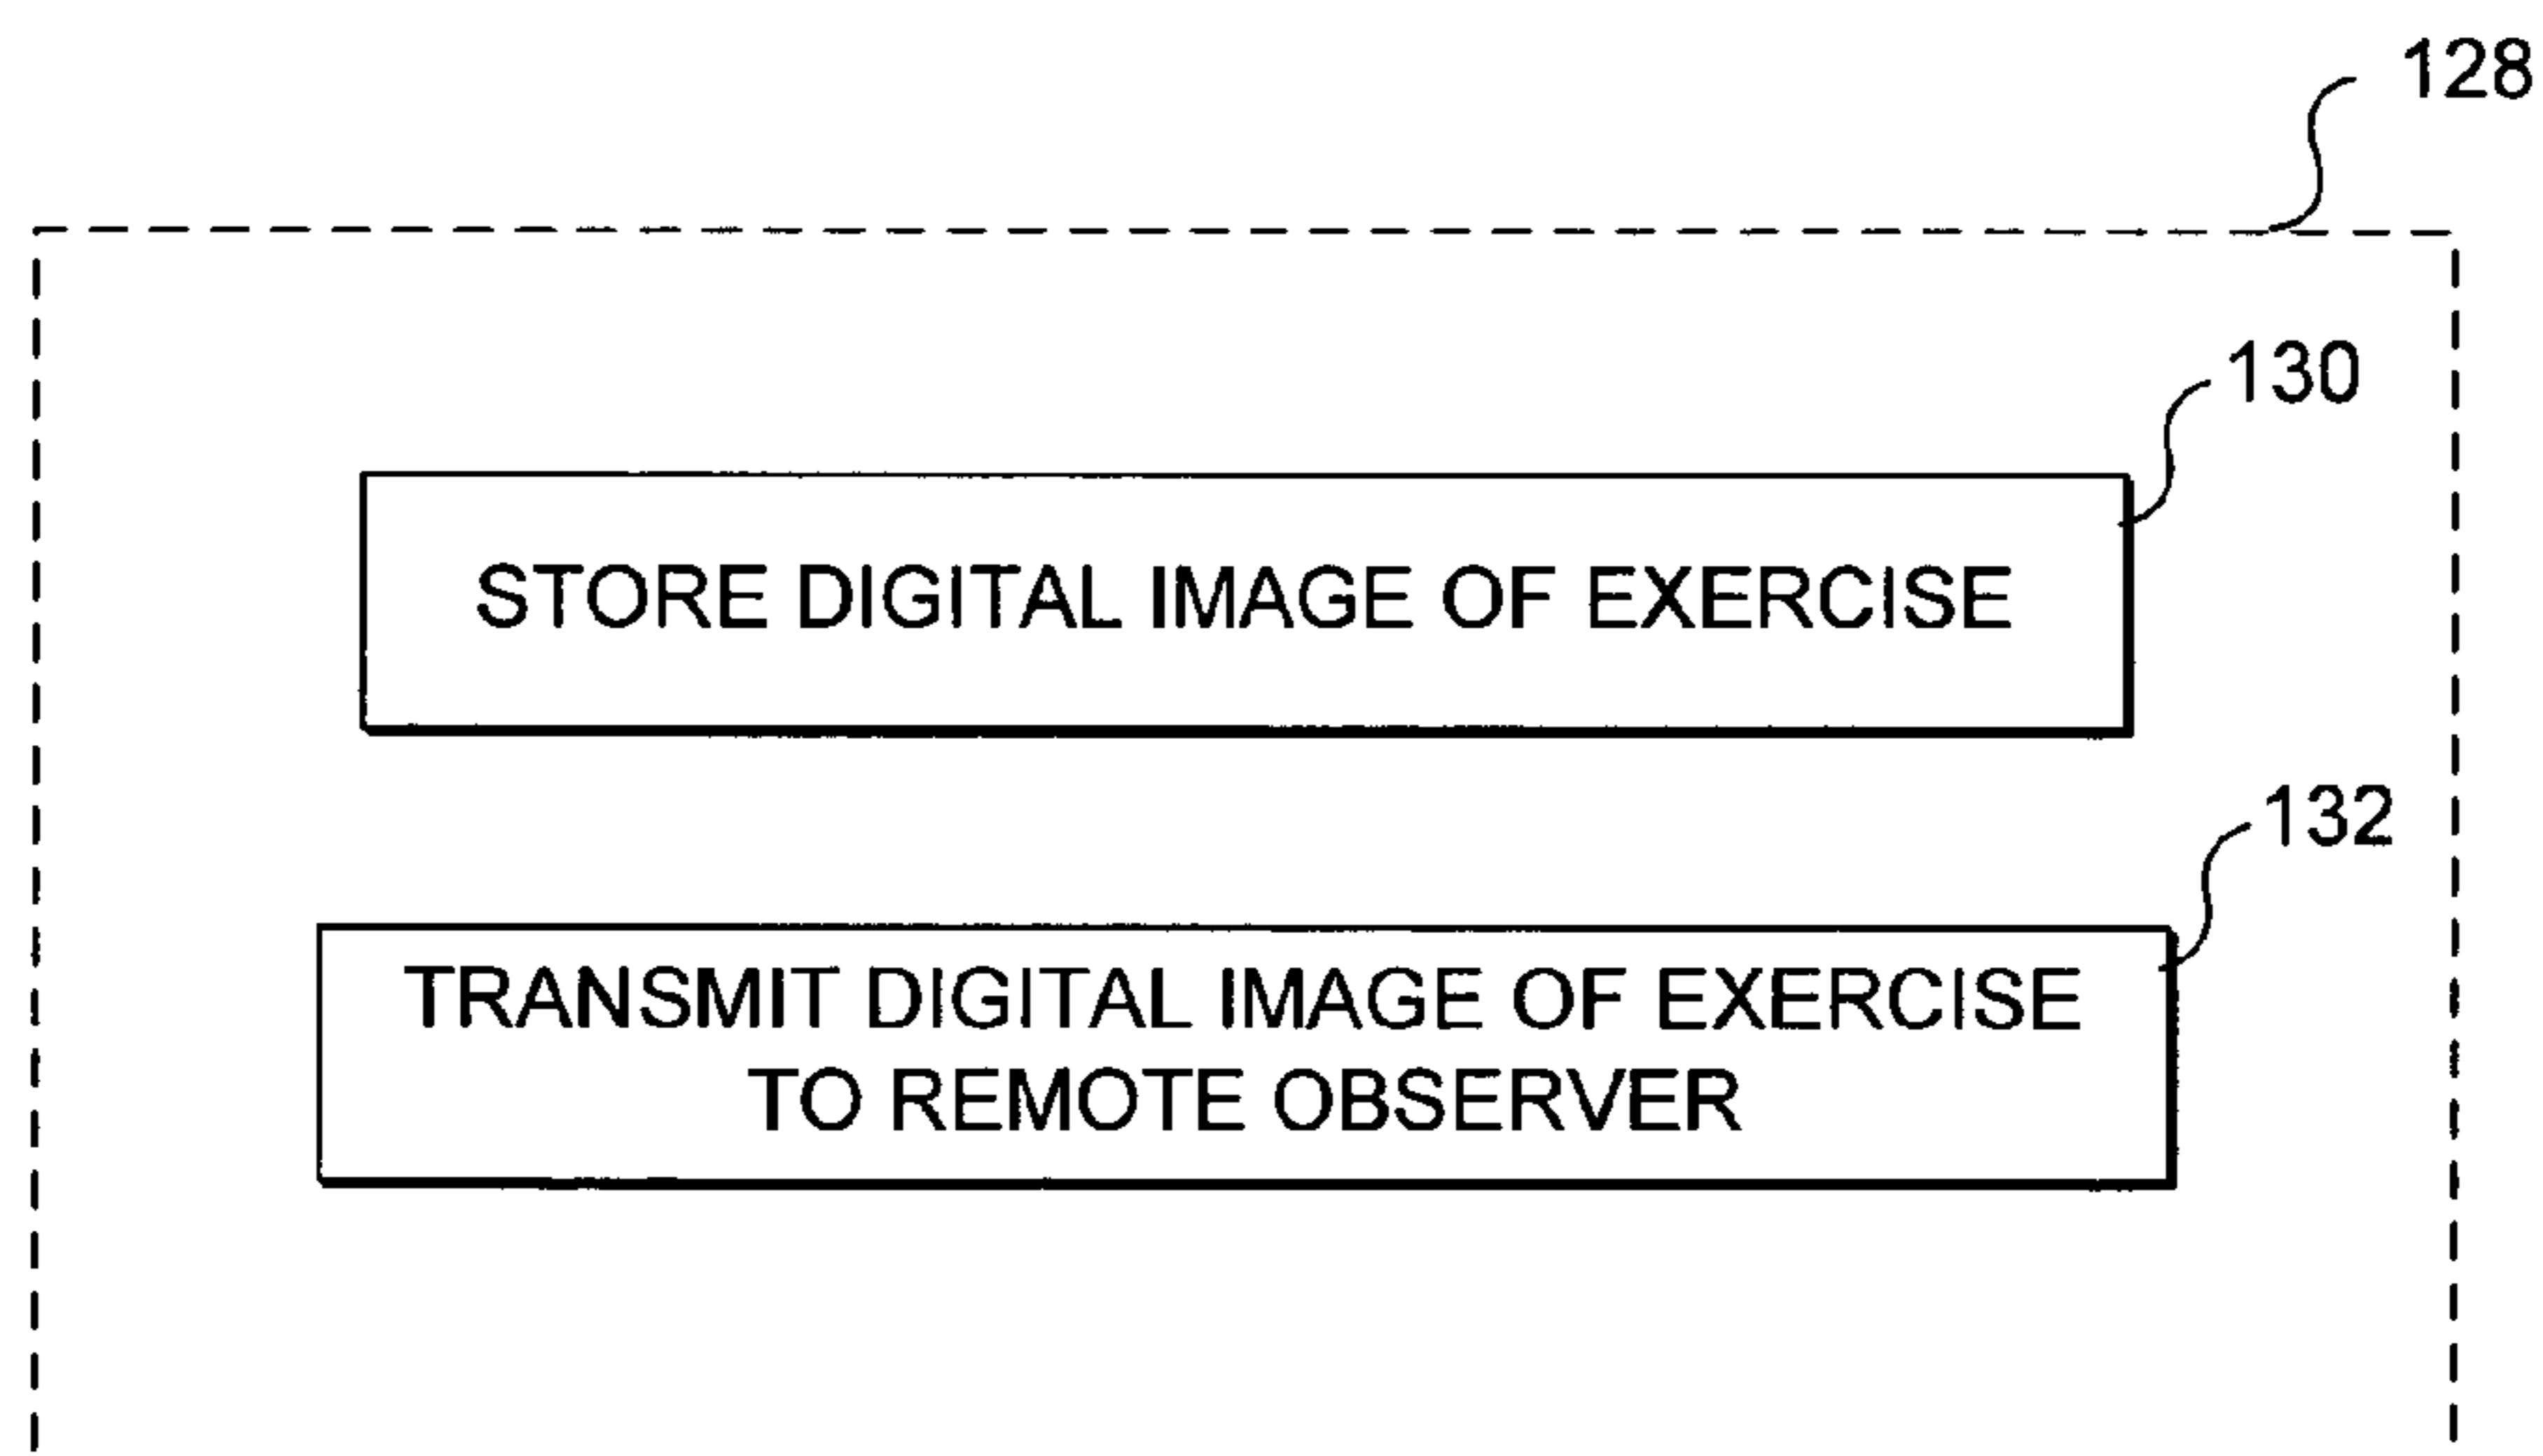 128
130
STORE DIGITAL IMAGE OF EXERCISE
132
TRANSMIT DIGITAL IMAGE OF EXERCISE
TO REMOTE OBSERVER